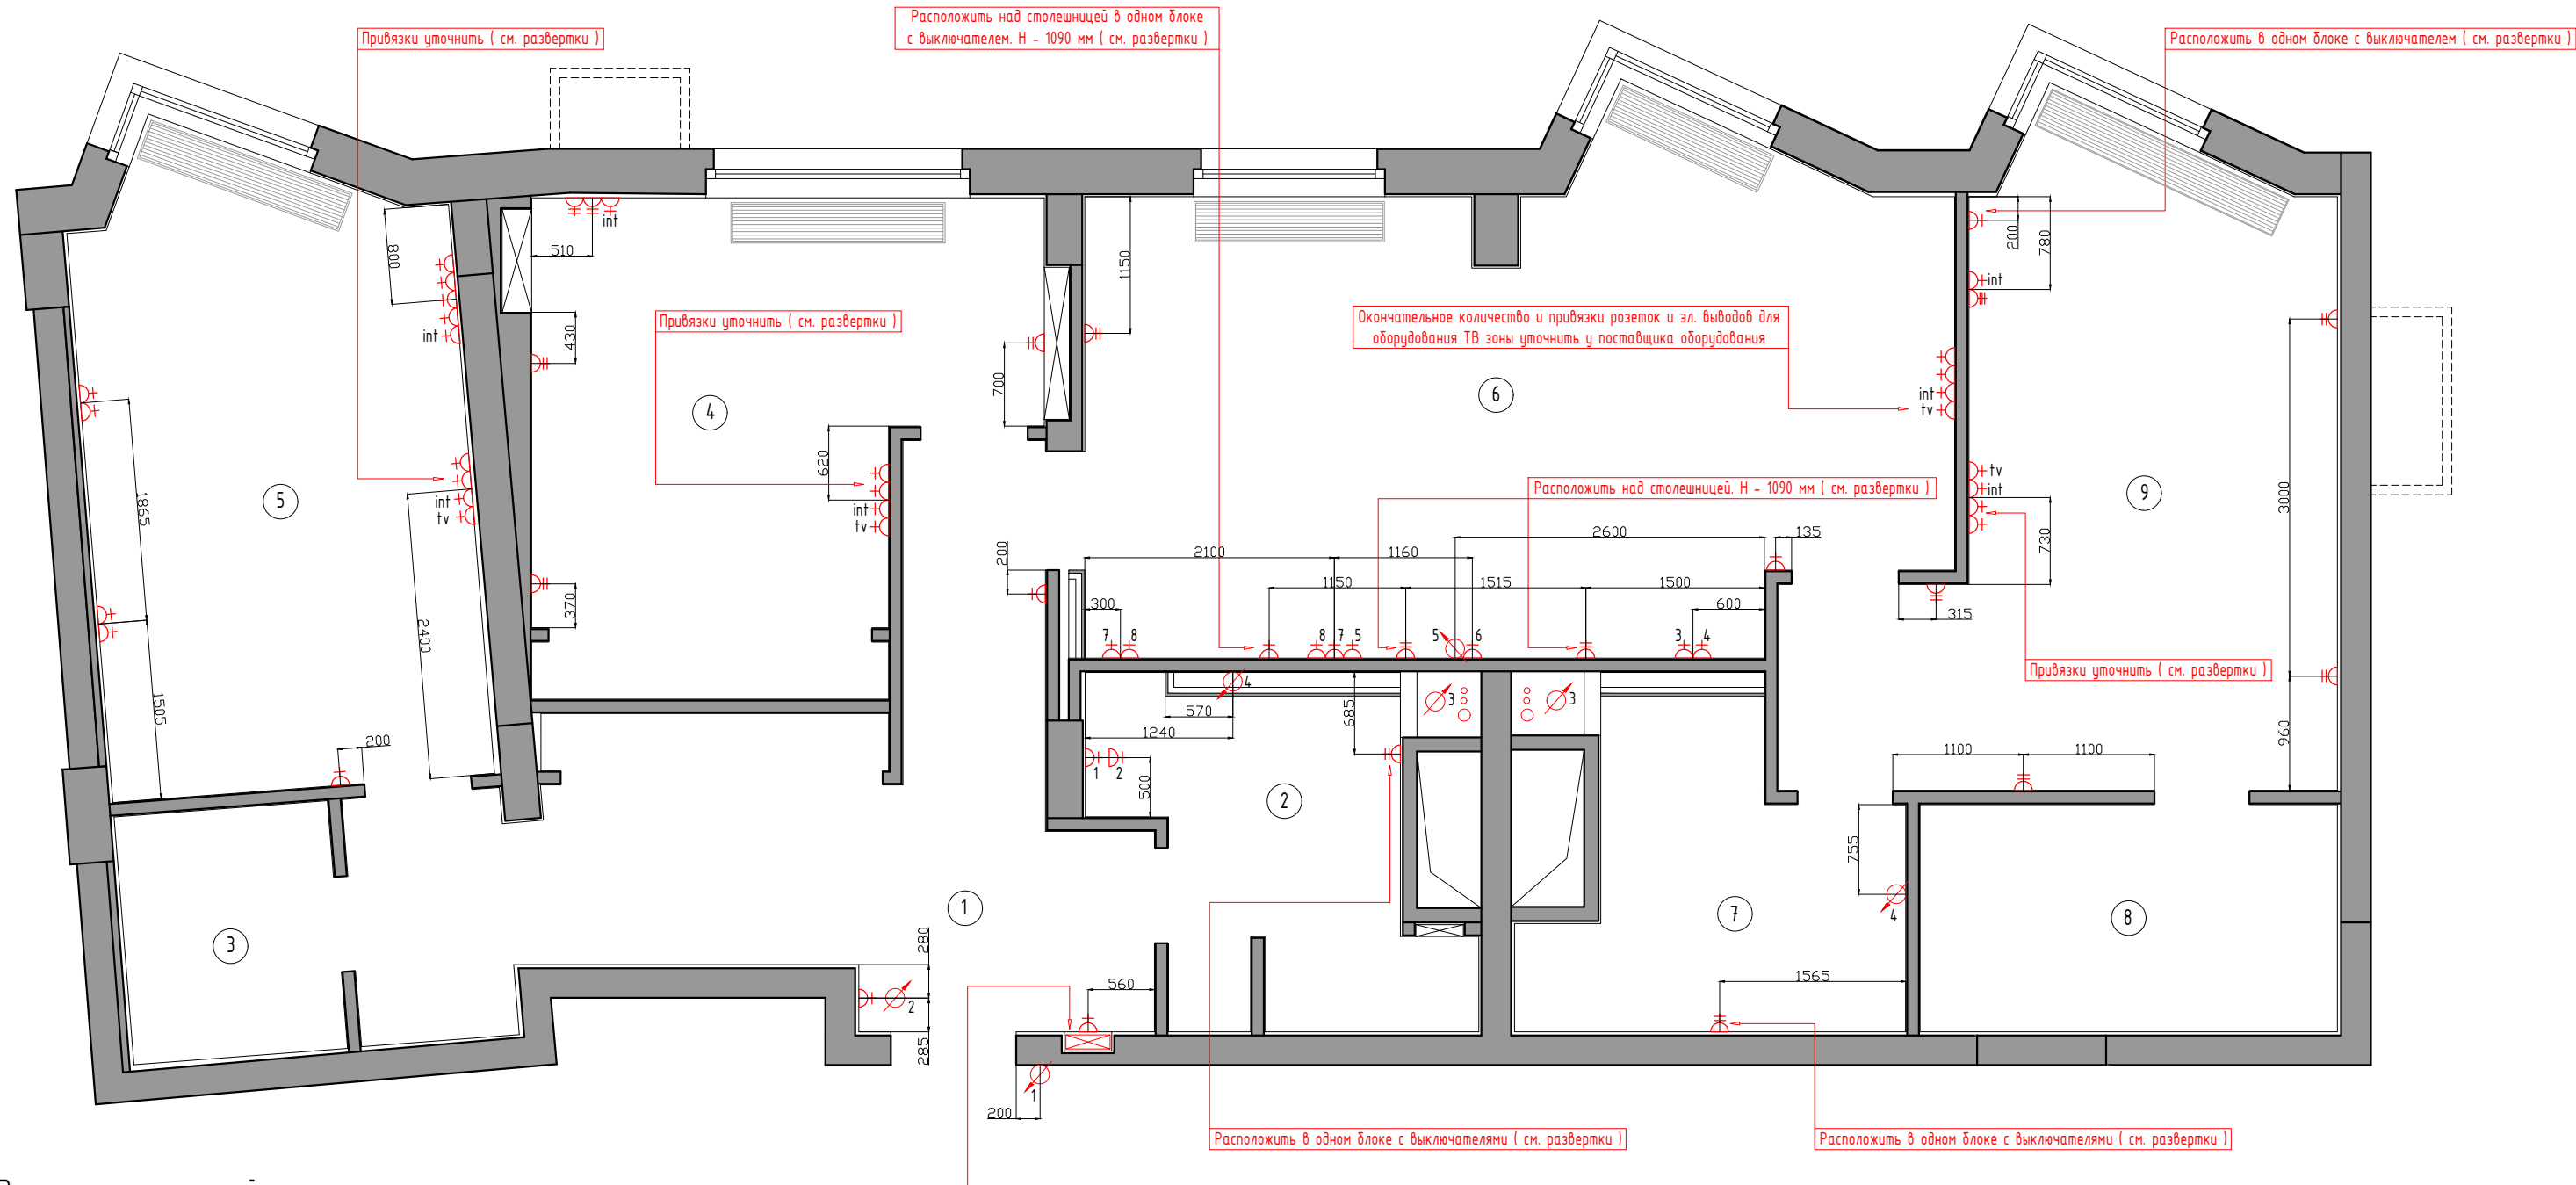 Привязки уточнить ( см. развертки )
Расположить над столешницей в одном блоке
с выключателем. Н - 1090 мм ( см. развертки )
Расположить в одном блоке с выключателем ( см. развертки )
int
510
800
1150
200
780
int
430
Привязки уточнить ( см. развертки )
Окончательное количество и привязки розеток и эл. выводов для
оборудования ТВ зоны уточнить у поставщика оборудования
int
700
int
tv
4
6
620
tv
int
Расположить над столешницей. Н - 1090 мм ( см. развертки )
9
3000
5
1865
int
tv
int
tv
730
200
2100
1160
2600
135
1150
1515
1500
370
300
600
315
2400
7
8
8
7
5
5
6
3
4
Привязки уточнить ( см. развертки )
4
3
3
1505
570
685
1240
960
200
1100
1100
1
2
500
2
755
1
7
8
4
3
280
2
560
1565
285
1
200
Расположить в одном блоке с выключателями ( см. развертки )
Расположить в одном блоке с выключателями ( см. развертки )